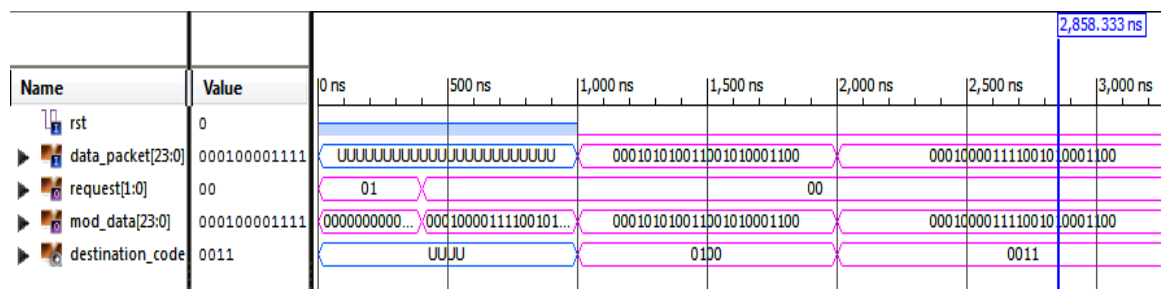 2,858.333 ns
Name Value 0 ns 500 ns 1,000 ns 1,500 ns 2,000 ns 2,500 ns 3,000 ns
rst 0
data_packet[23:0] 000100001111 UUUUUUUUUUUUUUUUUUUUUUUU 000101010011001010001100 000100001111001010001100
request[1:0] 00 01 00
mod_data[23:0] 000100001111 0000000000... 00010000111100101... 000101010011001010001100 000100001111001010001100
destination_code 0011 UUUU 0100 0011